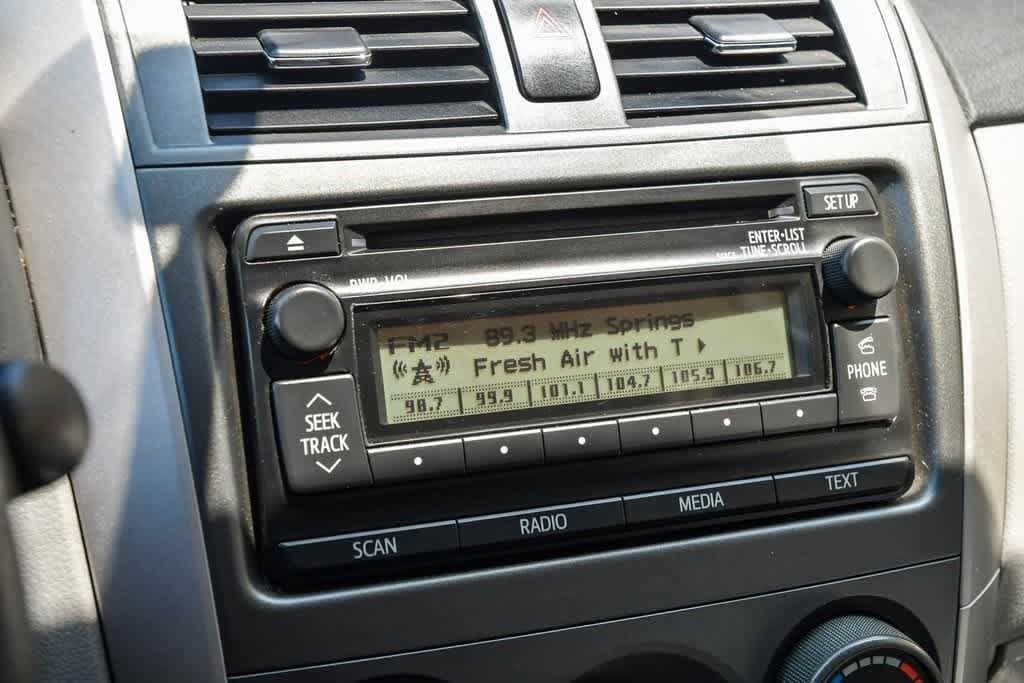 SET UP
ENTER•LIST
TUNE•SCROLL
PWR•VOL
FM2 89.3 MHz Springs
Fresh Air with T
98.7 99.9 101.1 104.7 105.9 106.7
SEEK
TRACK
PHONE
SCAN RADIO MEDIA TEXT